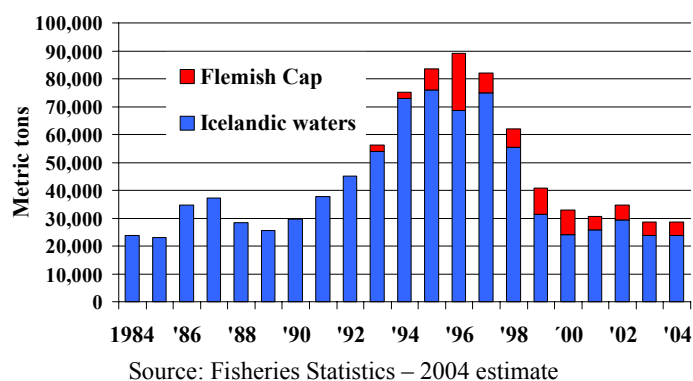 100,000
90,000
80,000
70,000
60,000
50,000
40,000
30,000
20,000
10,000
0
Metric tons
Flemish Cap
Icelandic waters
1984 '86 '88 '90 '92 '94 '96 '98 ´00 '02 '04
Source: Fisheries Statistics – 2004 estimate